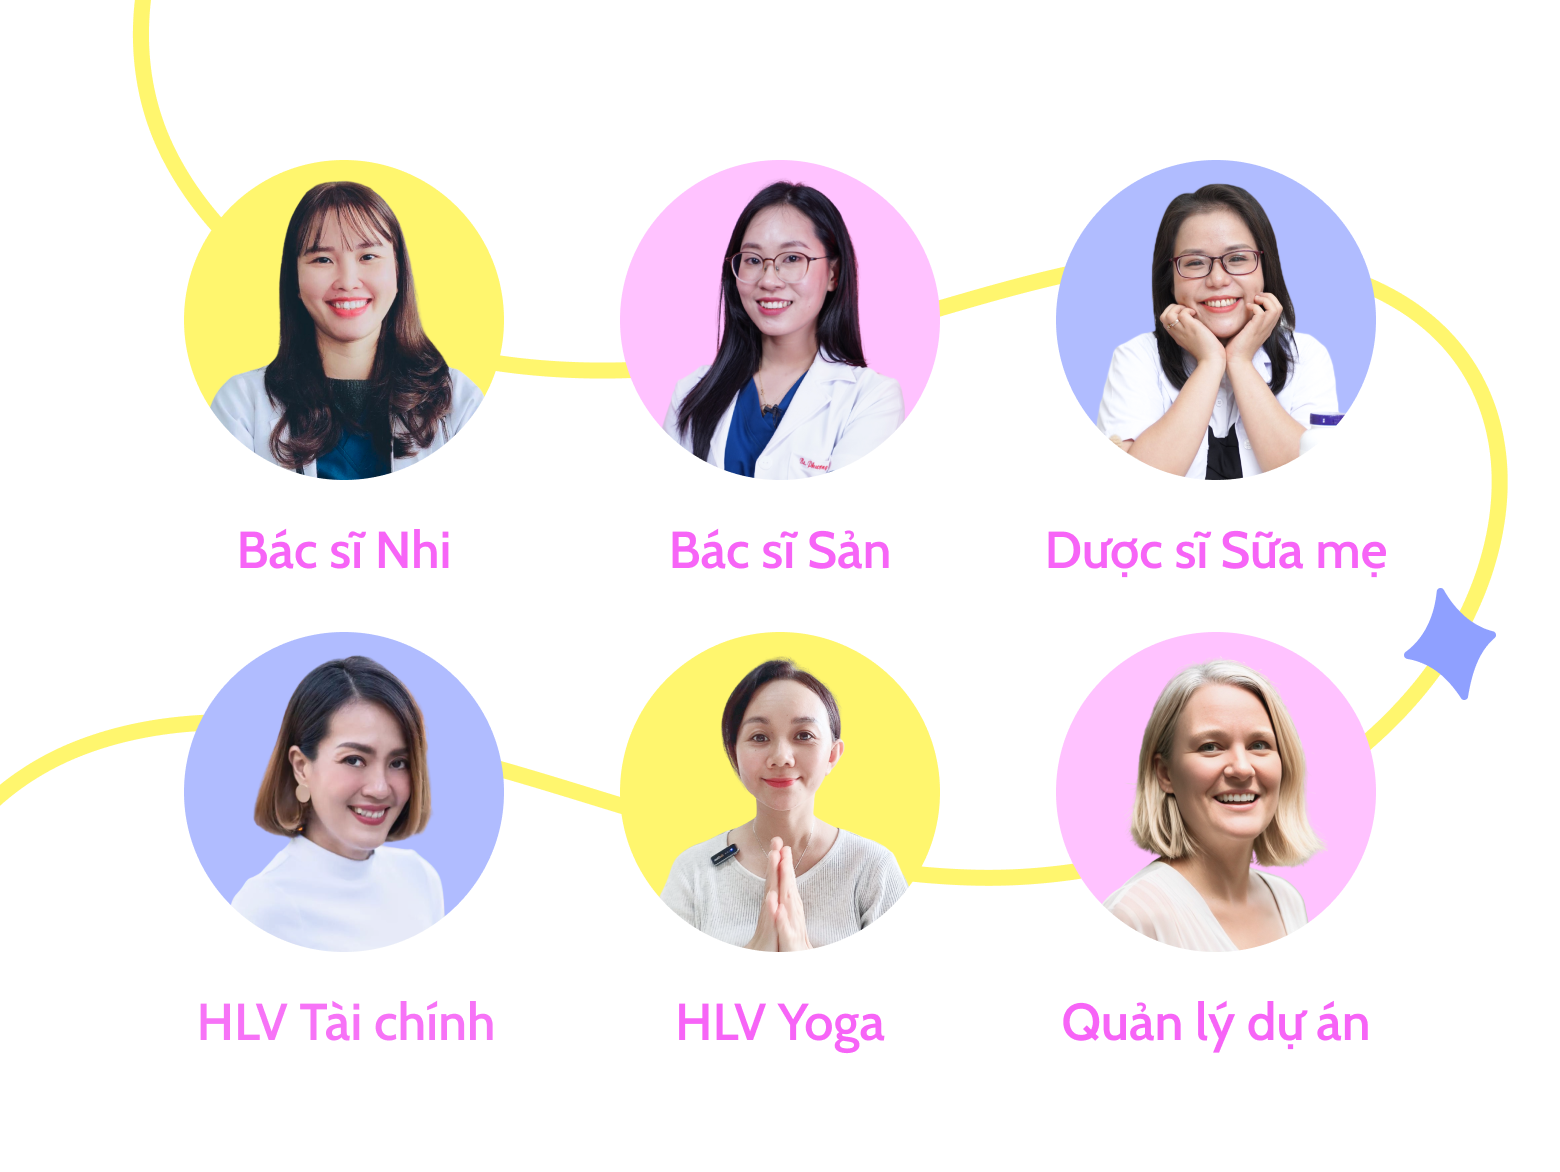 Bác sĩ Nhi
Bác sĩ Sản
Dược sĩ Sữa mẹ
HLV Tài chính
HLV Yoga
Quản lý dự án